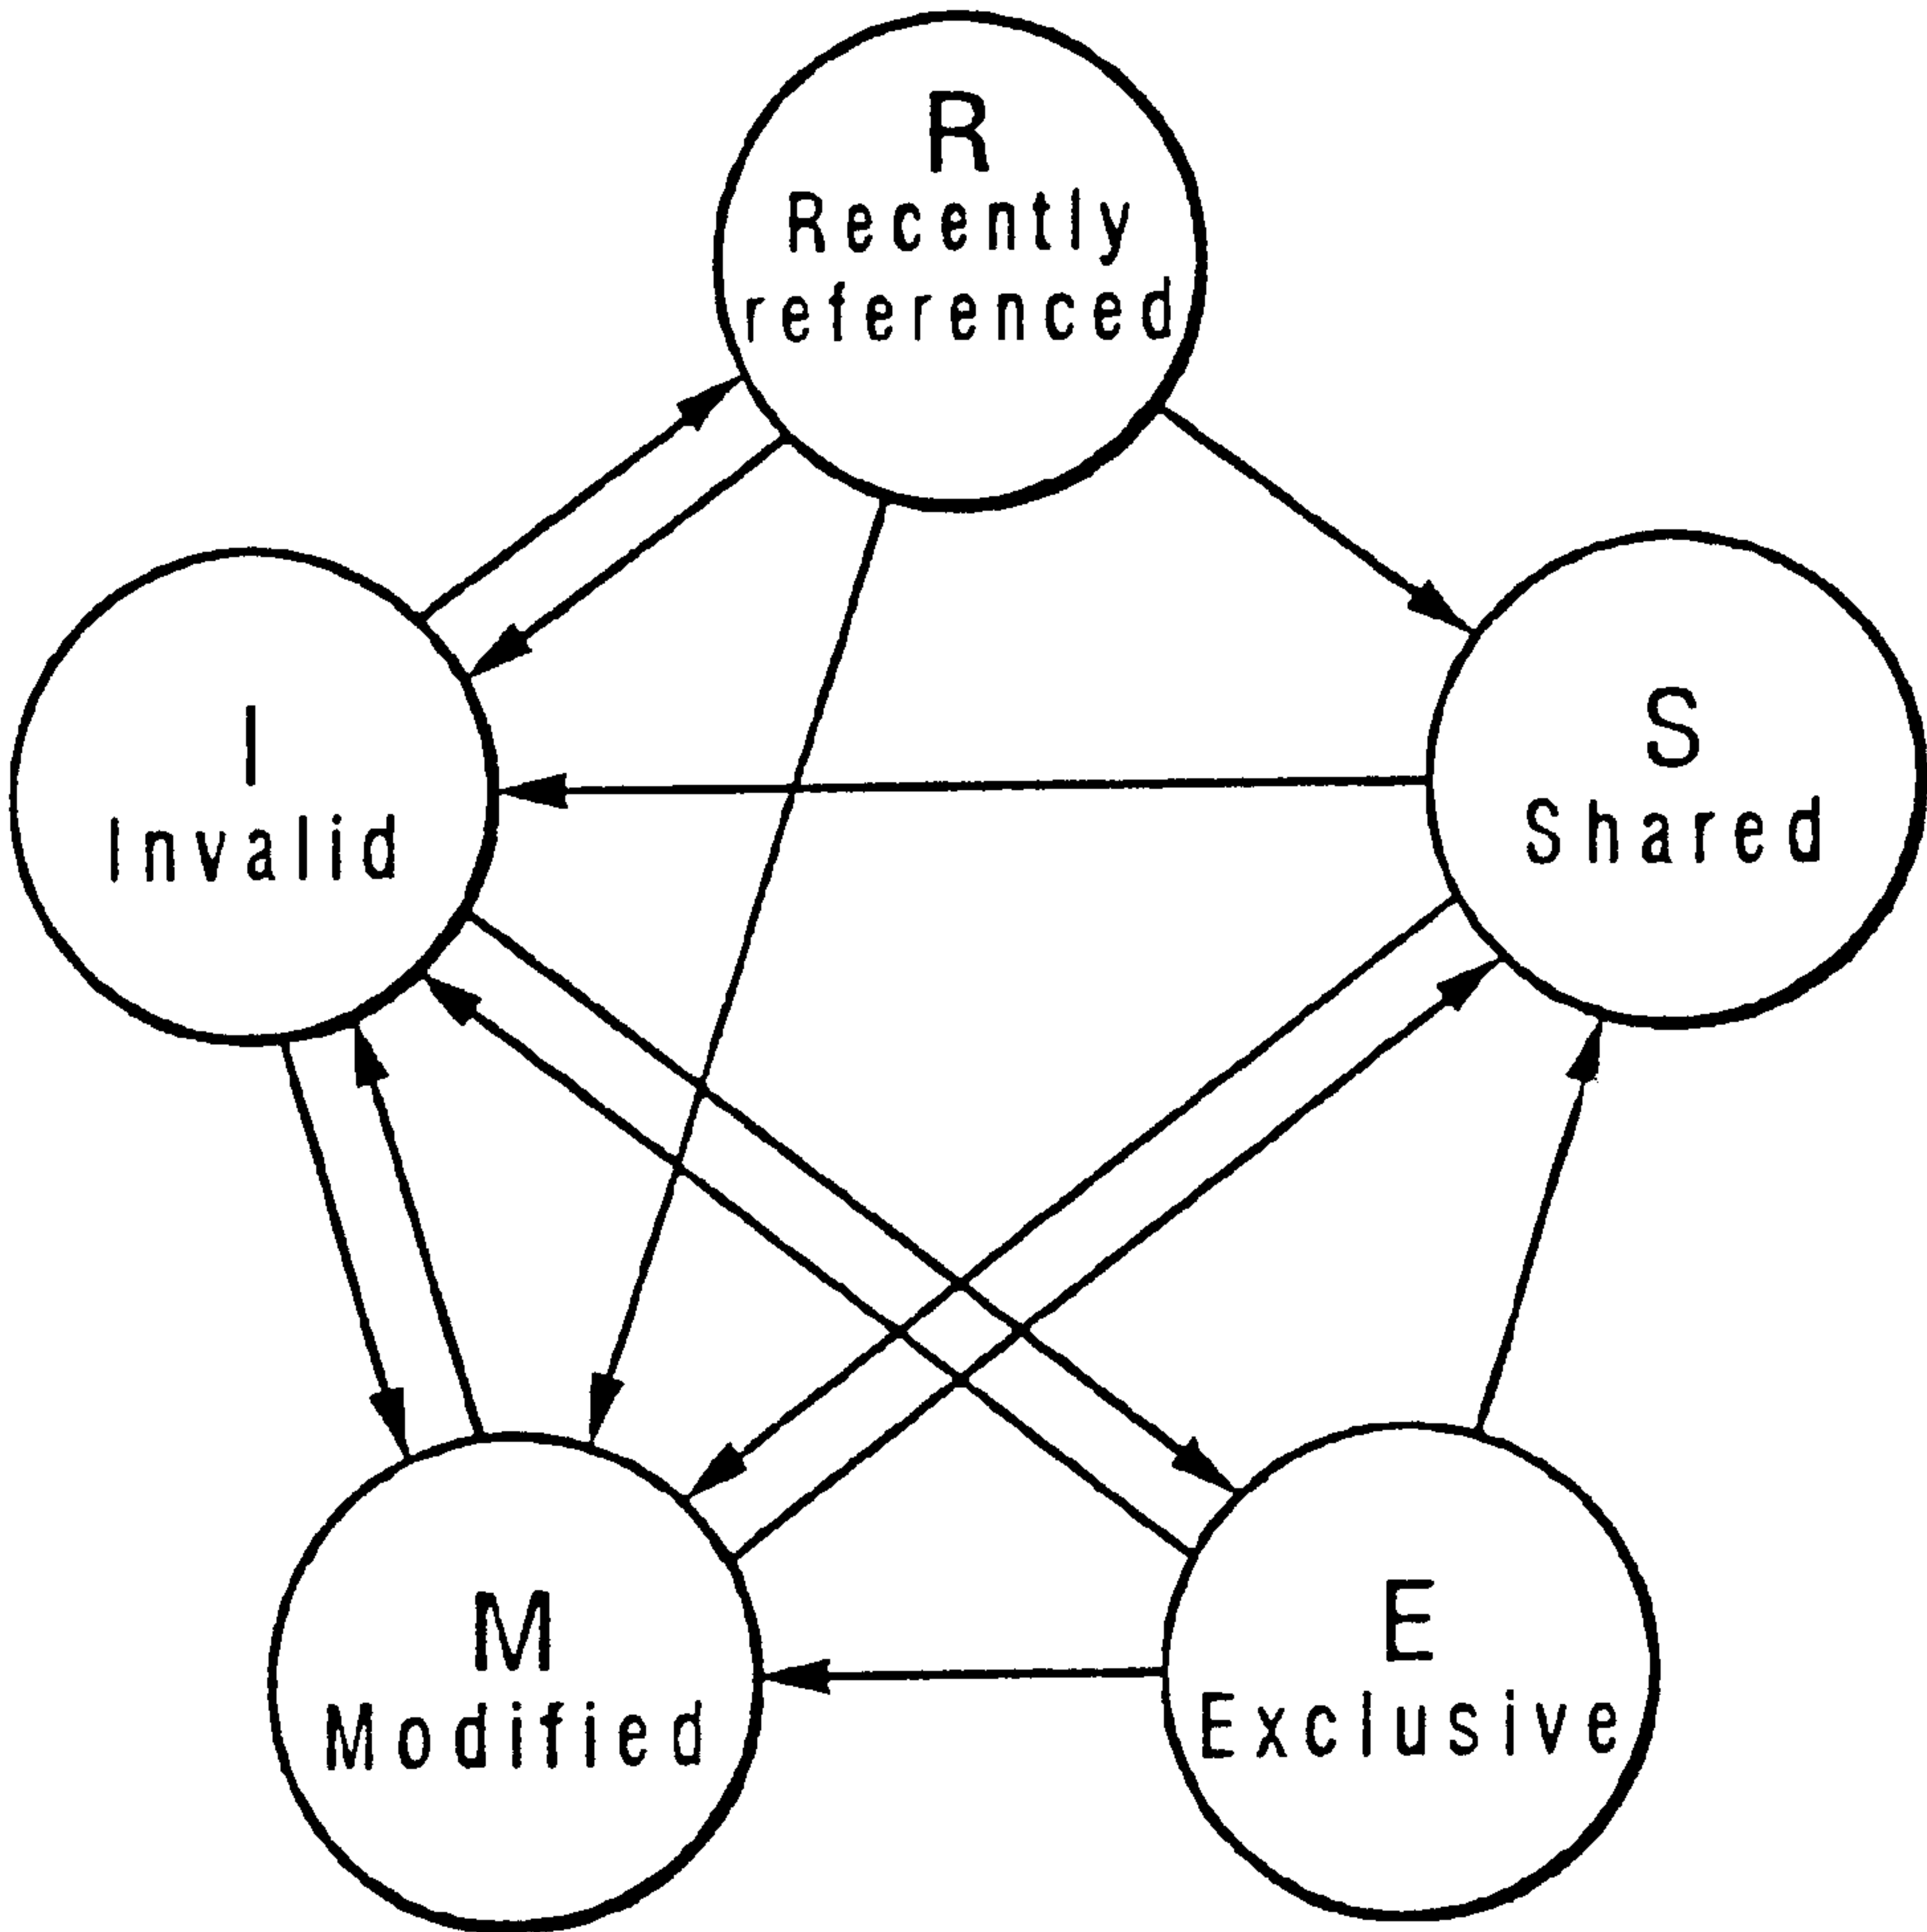 R
Recently
referenced
I
Invalid
S
Shared
M
Modified
E
Exclusive